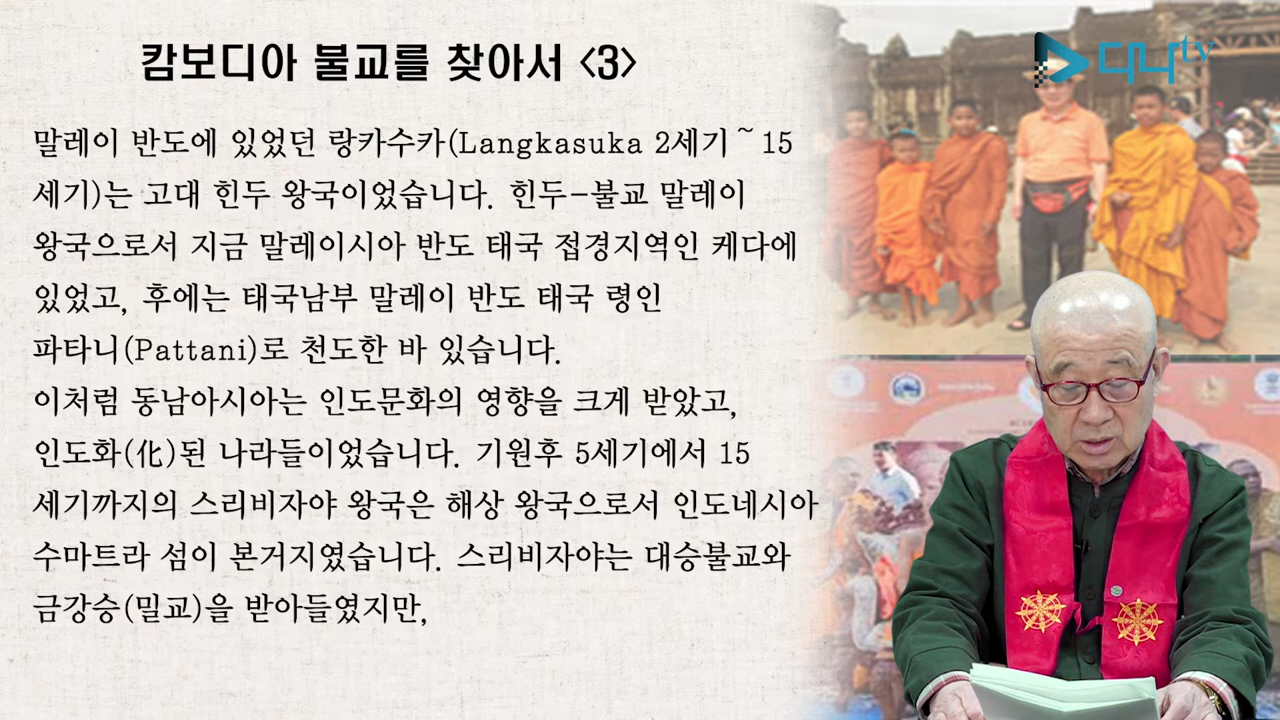 캄보디아 불교를 찾아서 <3>
다나tv
말레이 반도에 있었던 랑카수카(Langkasuka 2세기~15
세기)는 고대 힌두 왕국이었습니다. 힌두-불교 말레이
왕국으로서 지금 말레이시아 반도 태국 접경지역인 케다에
있었고, 후에는 태국남부 말레이 반도 태국 령인
파타니(Pattani)로 천도한 바 있습니다.
이처럼 동남아시아는 인도문화의 영향을 크게 받았고,
인도화(化)된 나라들이었습니다. 기원후 5세기에서 15
세기까지의 스리비자야 왕국은 해상 왕국으로서 인도네시아
수마트라 섬이 본거지였습니다. 스리비자야는 대승불교와
금강승(밀교)을 받아들였지만,